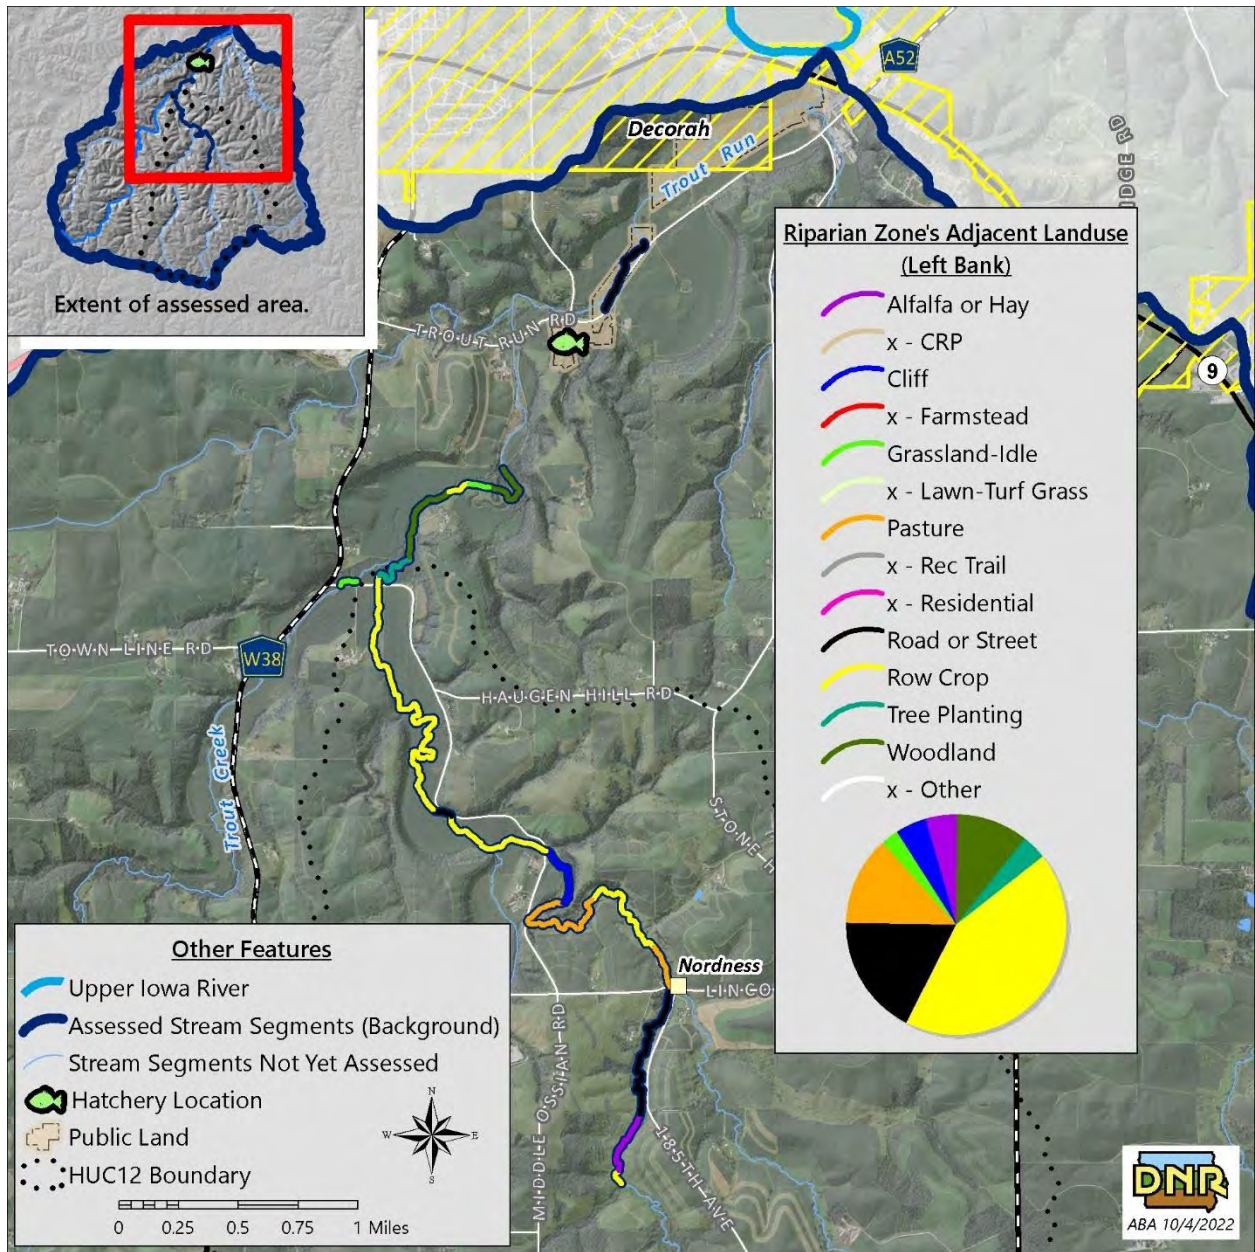 Extent of assessed area.
A52
Decorah
Trout Run
RIDGE RD
Riparian Zone's Adjacent Landuse
(Left Bank)
Alfalfa or Hay
x - CRP
Cliff
x - Farmstead
Grassland-Idle
x - Lawn-Turf Grass
Pasture
x - Rec Trail
x - Residential
Road or Street
Row Crop
Tree Planting
Woodland
x - Other
9
TROUT RUN RD
TOWN LINE RD
W38
HAUGEN HILL RD
Trout Creek
STONE H
Nordness
LINCO
MIDDLE OSSIAN RD
185TH AVE
Other Features
Upper Iowa River
Assessed Stream Segments (Background)
Stream Segments Not Yet Assessed
Hatchery Location
Public Land
HUC12 Boundary
N
W E
S
0 0.25 0.5 0.75 1 Miles
DNR
ABA 10/4/2022